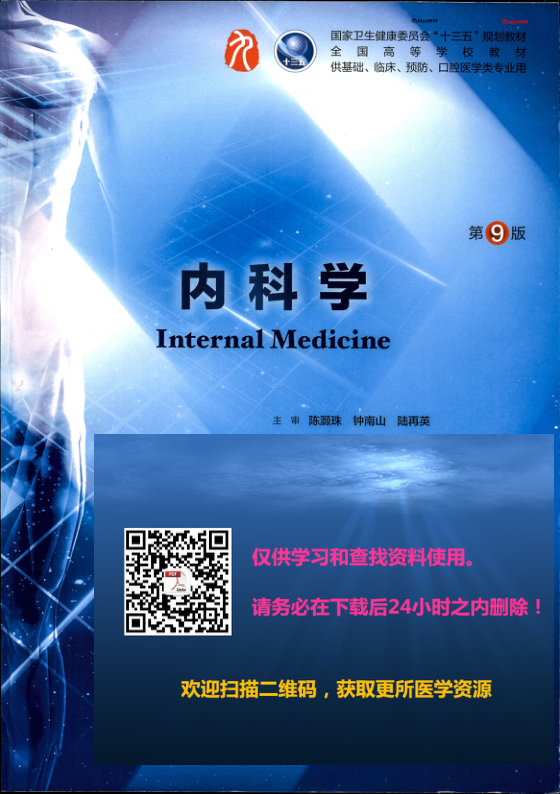 国家卫生健康委员会“十三五”规划教材
全国高等学校教材
供基础、临床、预防、口腔医学类专业用
十三五
第9版
内科学
Internal Medicine
主 审 陈灏珠 钟南山 陆再英
PDF
Adobe
仅供学习和查找资料使用。
请务必在下载后24小时之内删除！
欢迎扫描二维码，获取更所医学资源